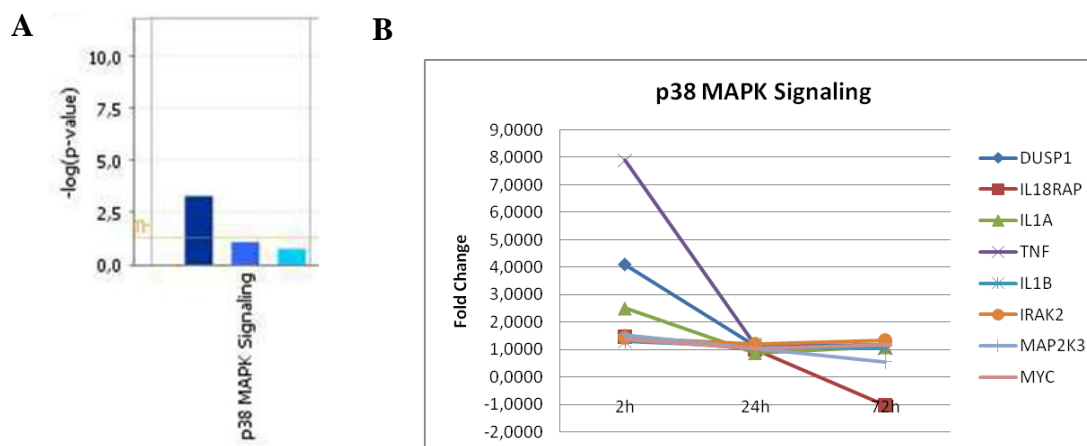 A
-log(p-value)
10,0
7,5
5,0
2,5
0,0
p38 MAPK Signaling
B
p38 MAPK Signaling
Fold Change
9,0000
8,0000
7,0000
6,0000
5,0000
4,0000
3,0000
2,0000
1,0000
0,0000
-1,0000
-2,0000
2h
24h
72h
DUSP1
IL18RAP
IL1A
TNF
IL1B
IRAK2
MAP2K3
MYC